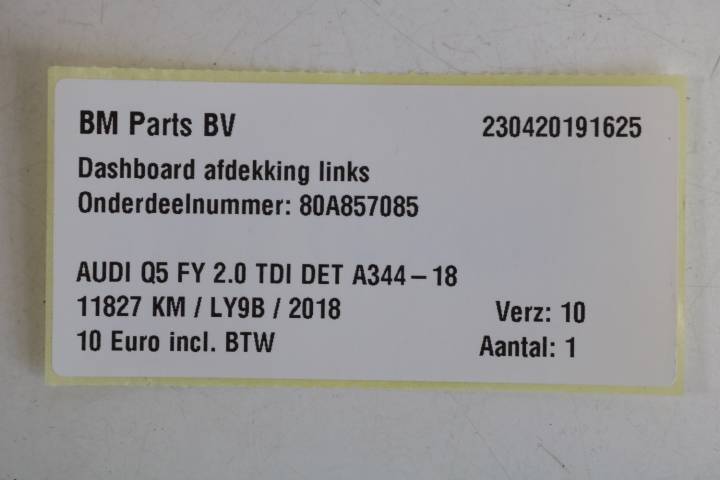 BM Parts BV 230420191625
Dashboard afdekking links
Onderdeelnummer: 80A857085
AUDI Q5 FY 2.0 TDI DET A344-18
11827 KM / LY9B / 2018 Verz: 10
10 Euro incl. BTW Aantal: 1